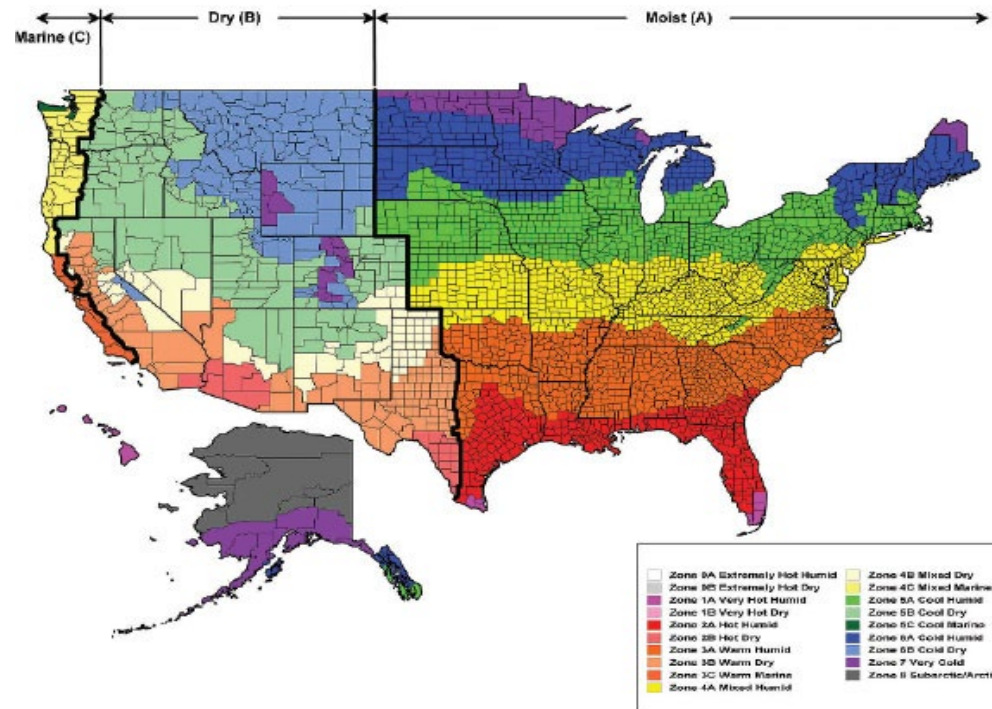 Marine (C)
Dry (B)
Moist (A)
Zone 0A Extremely Hot Humid
Zone 0B Extremely Hot Dry
Zone 1A Very Hot Humid
Zone 1B Very Hot Dry
Zone 2A Hot Humid
Zone 2B Hot Dry
Zone 3A Warm Humid
Zone 3B Warm Dry
Zone 3C Warm Marine
Zone 4A Mixed Humid
Zone 4B Mixed Dry
Zone 4C Mixed Marine
Zone 5A Cool Humid
Zone 5B Cool Dry
Zone 5C Cool Marine
Zone 6A Cold Humid
Zone 6B Cold Dry
Zone 7 Very Cold
Zone 8 Subarctic/Arcti